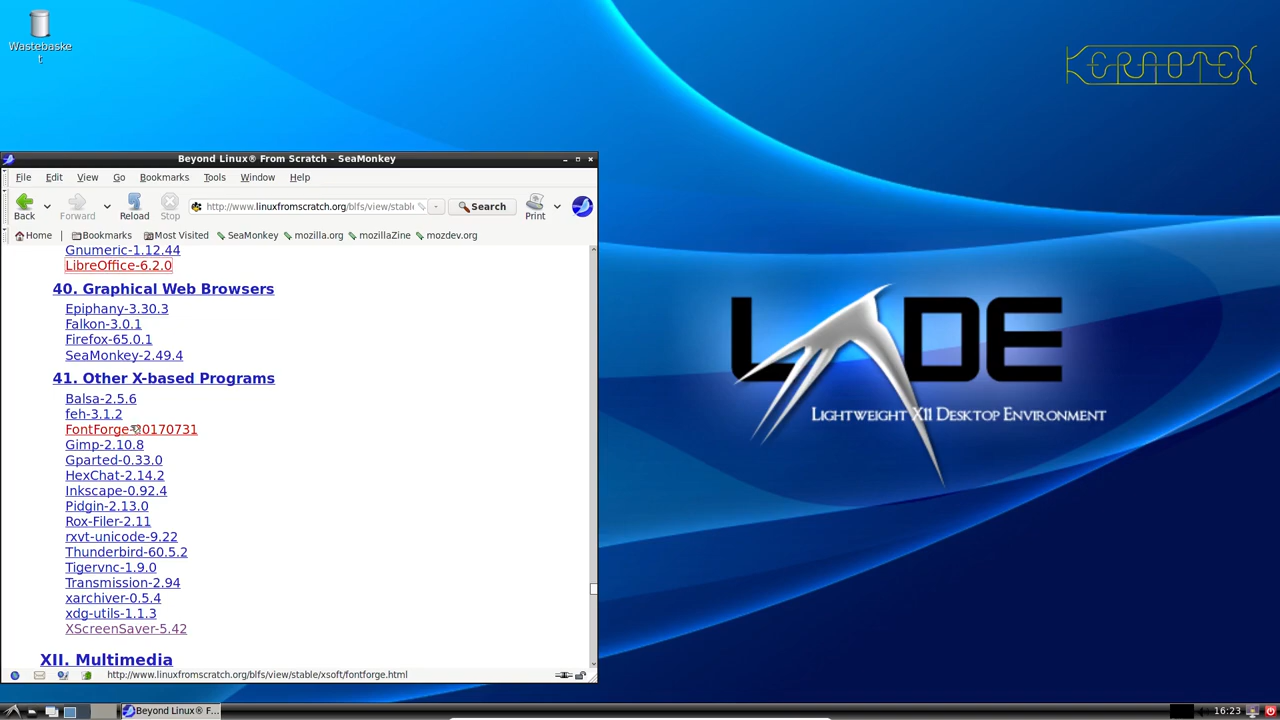 Wastebaske
t
KERAOTEX
Beyond Linux® From Scratch - SeaMonkey
File Edit View Go Bookmarks Tools Window Help
http://www.linuxfromscratch.org/blfs/view/stabl
Search
Back Forward Reload Stop Print
Home Bookmarks Most Visited SeaMonkey mozilla.org mozillaZine mozdev.org
Gnumeric-1.12.44
LibreOffice-6.2.0
40. Graphical Web Browsers
Epiphany-3.30.3
Falkon-3.0.1
Firefox-65.0.1
SeaMonkey-2.49.4
41. Other X-based Programs
Balsa-2.5.6
feh-3.1.2
FontForge-20170731
Gimp-2.10.8
Gparted-0.33.0
HexChat-2.14.2
Inkscape-0.92.4
Pidgin-2.13.0
Rox-Filer-2.11
rxvt-unicode-9.22
Thunderbird-60.5.2
Tigervnc-1.9.0
Transmission-2.94
xarchiver-0.5.4
xdg-utils-1.1.3
XScreenSaver-5.42
XII. Multimedia
http://www.linuxfromscratch.org/blfs/view/stable/xsoft/fontforge.html
LXDE
Lightweight X11 Desktop Environment
Beyond Linux® F...
16:23